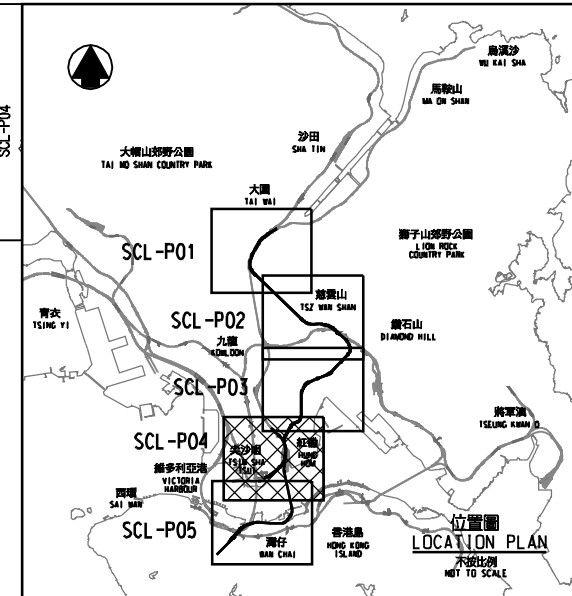 SCL-P04
烏溪沙
WU KAI SHA
馬鞍山
MA ON SHAN
沙田
SHA TIN
大帽山郊野公園
TAI MO SHAN COUNTRY PARK
大圍
TAI WAI
SCL-P01
獅子山郊野公園
LION ROCK
COUNTRY PARK
慈雲山
TSZ WAN SHAN
青衣
TSING YI
SCL-P02
鑽石山
DIAMOND HILL
九龍
KOWLOON
SCL-P03
將軍澳
TSEUNG KWAN O
SCL-P04
尖沙咀
TSIM SHA
TSUI
紅磡
HUNG
HOM
維多利亞港
VICTORIA
HARBOUR
西環
SAI WAN
SCL-P05
灣仔
WAN CHAI
香港島
HONG KONG
ISLAND
位置圖
LOCATION PLAN
不按比例
NOT TO SCALE